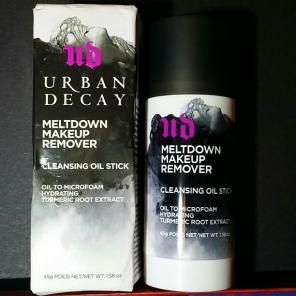 ud
URBAN
DECAY
MELTDOWN
MAKEUP
REMOVER
CLEANSING OIL STICK
OIL TO MICROFOAM
HYDRATING
TURMERIC ROOT EXTRACT
45g POIDS NET/NET WT. 1.58 oz
ud
MELTDOWN
MAKEUP
REMOVER
CLEANSING OIL STICK
OIL TO MICROFOAM
HYDRATING
TURMERIC ROOT EXTRACT
45g POIDS NET/NET WT. 1.58 oz